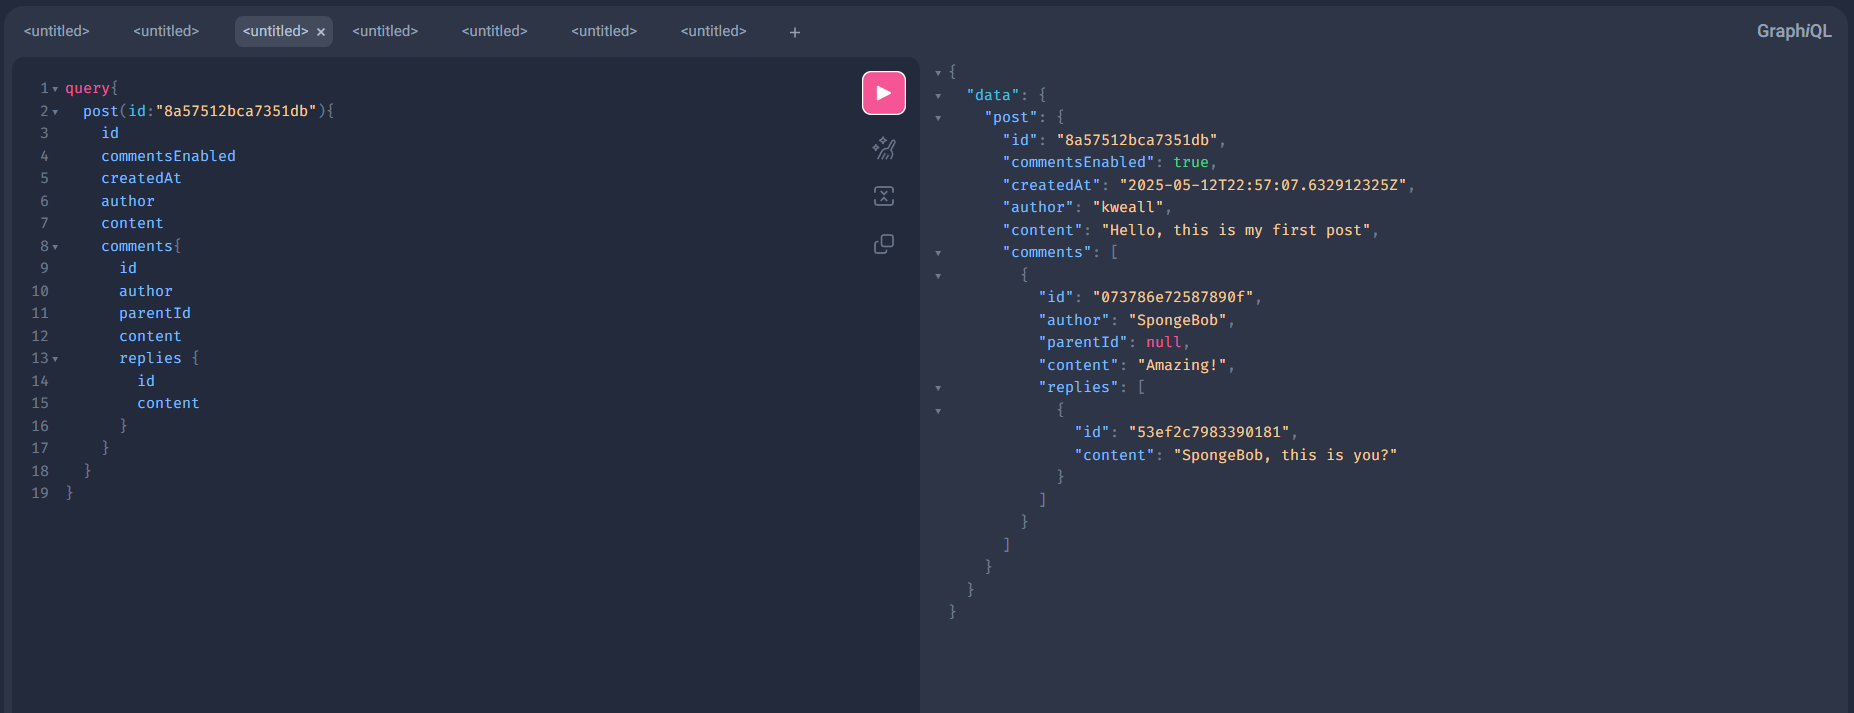 <untitled> <untitled> <untitled> × <untitled> <untitled> <untitled> <untitled> +
GraphiQL
1 query{
2 post(id:"8a57512bca7351db"){
3 id
4 commentsEnabled
5 createdAt
6 author
7 content
8 comments{
9 id
10 author
11 parentId
12 content
13 replies {
14 id
15 content
16 }
17 }
18 }
19 }
{
"data": {
"post": {
"id": "8a57512bca7351db",
"commentsEnabled": true,
"createdAt": "2025-05-12T22:57:07.632912325Z",
"author": "kweall",
"content": "Hello, this is my first post",
"comments": [
{
"id": "073786e72587890f",
"author": "SpongeBob",
"parentId": null,
"content": "Amazing!",
"replies": [
{
"id": "53ef2c7983390181",
"content": "SpongeBob, this is you?"
}
]
}
]
}
}
}